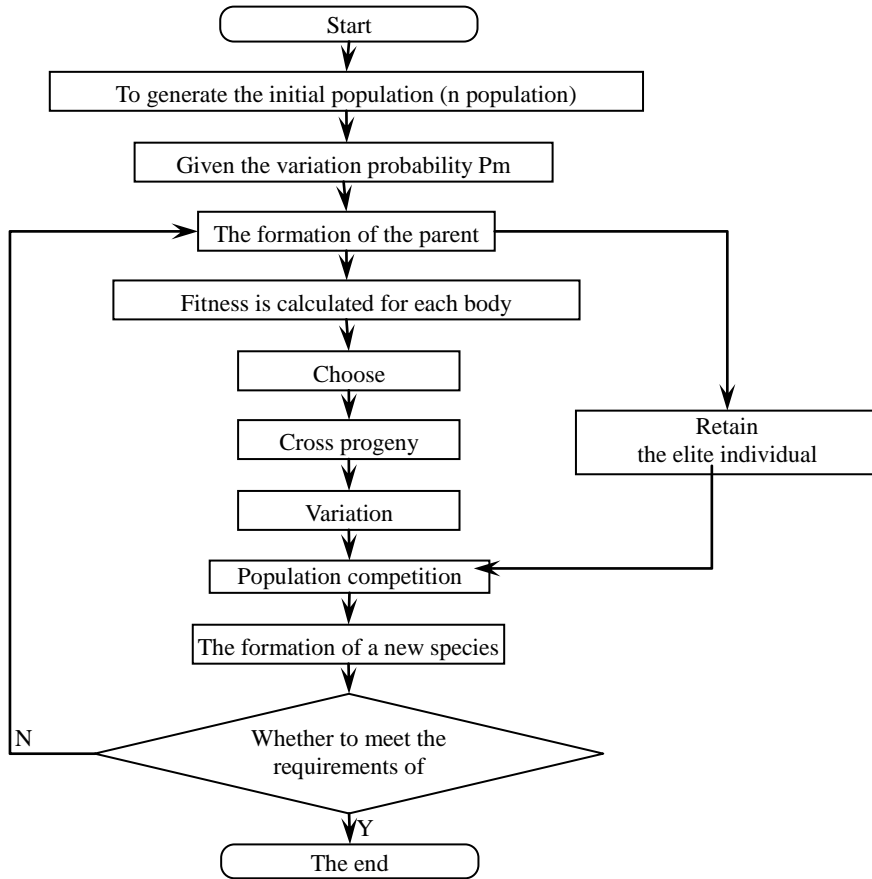 Start
To generate the initial population (n population)
Given the variation probability Pm
The formation of the parent
Fitness is calculated for each body
Choose
Retain
the elite individual
Cross progeny
Variation
Population competition
The formation of a new species
N
Whether to meet the
requirements of
Y
The end